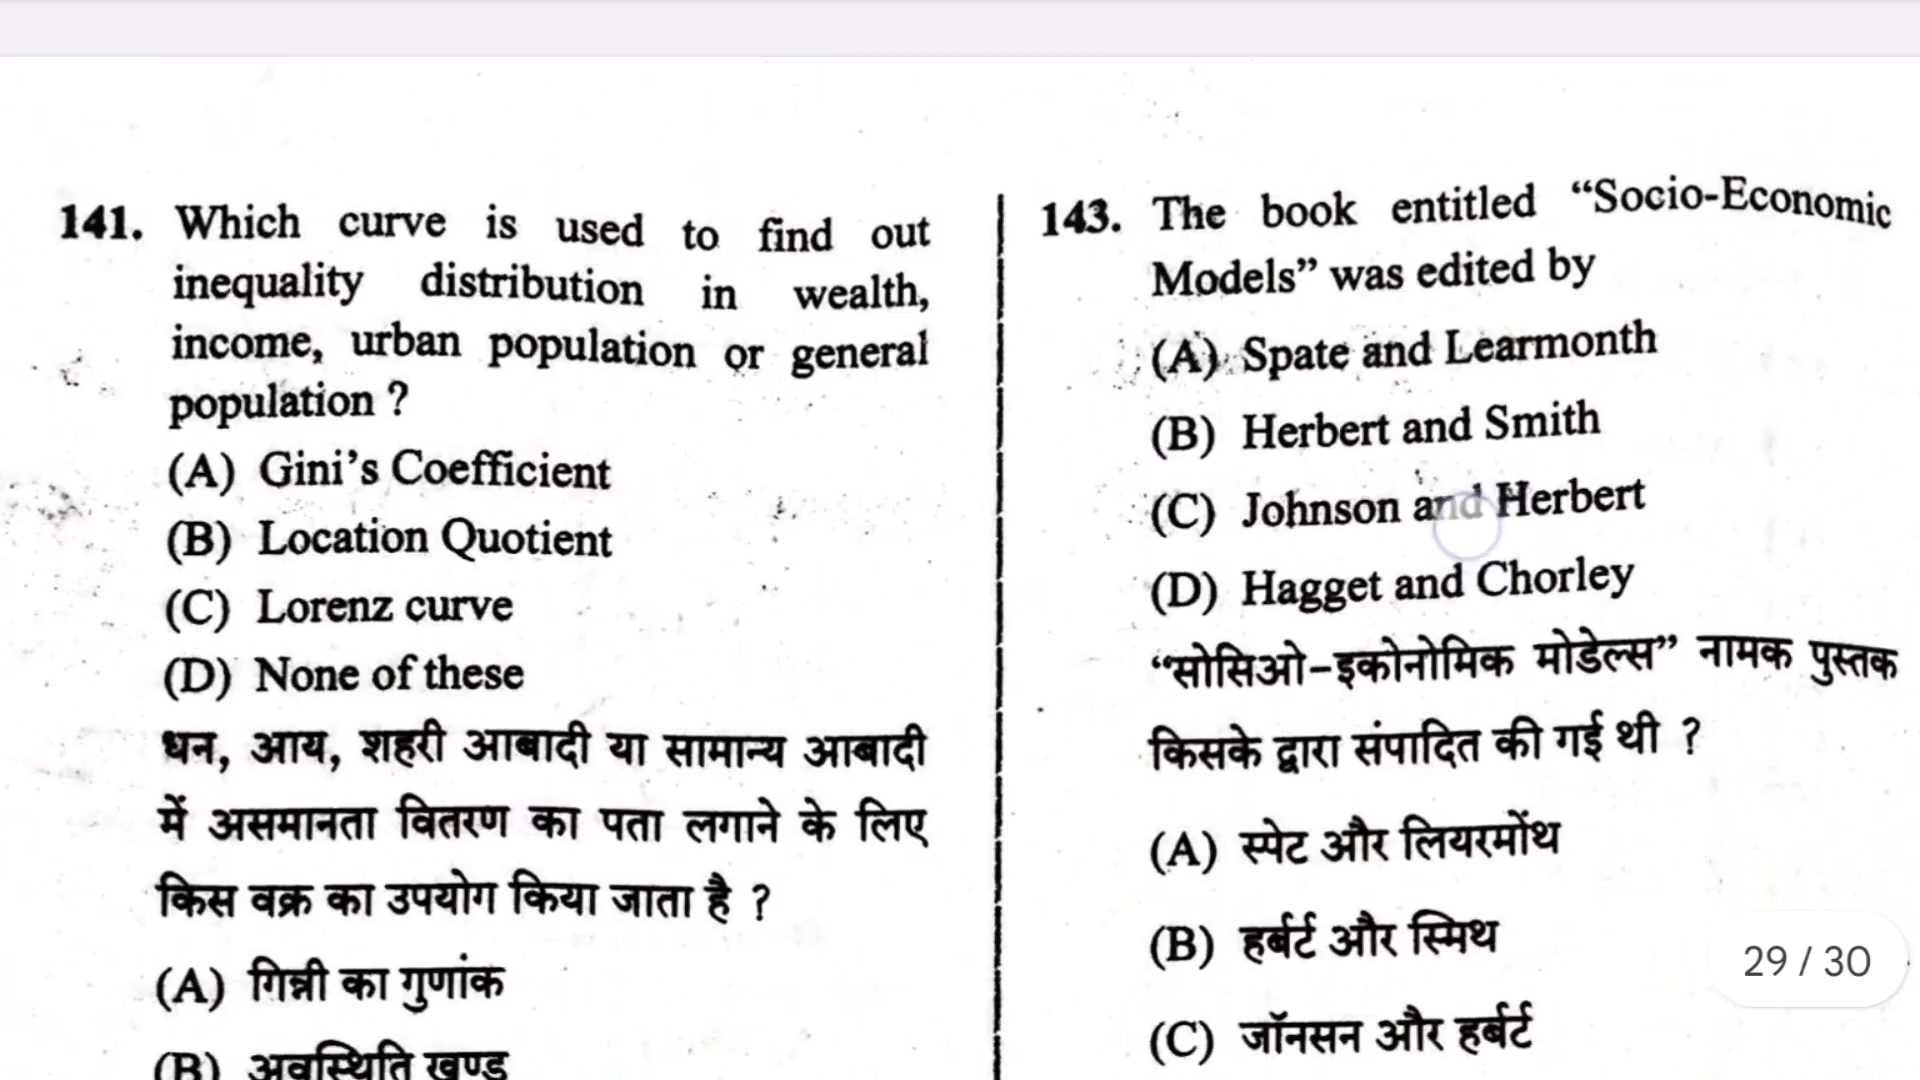 141. Which curve is used to find out
inequality distribution in wealth,
income, urban population or general
population ?
(A) Gini’s Coefficient
(B) Location Quotient
(C) Lorenz curve
(D) None of these
धन, आय, शहरी आबादी या सामान्य आबादी
में असमानता वितरण का पता लगाने के लिए
किस वक्र का उपयोग किया जाता है ?
(A) गिन्नी का गुणांक
(B) अवस्थिति खण्ड
143. The book entitled “Socio-Economic
Models” was edited by
(A) Spate and Learmonth
(B) Herbert and Smith
(C) Johnson and Herbert
(D) Hagget and Chorley
“सोसिओ-इकोनोमिक मोडेल्स” नामक पुस्तक
किसके द्वारा संपादित की गई थी ?
(A) स्पेट और लियरमोंथ
(B) हर्बर्ट और स्मिथ
(C) जॉनसन और हर्बर्ट
29 / 30